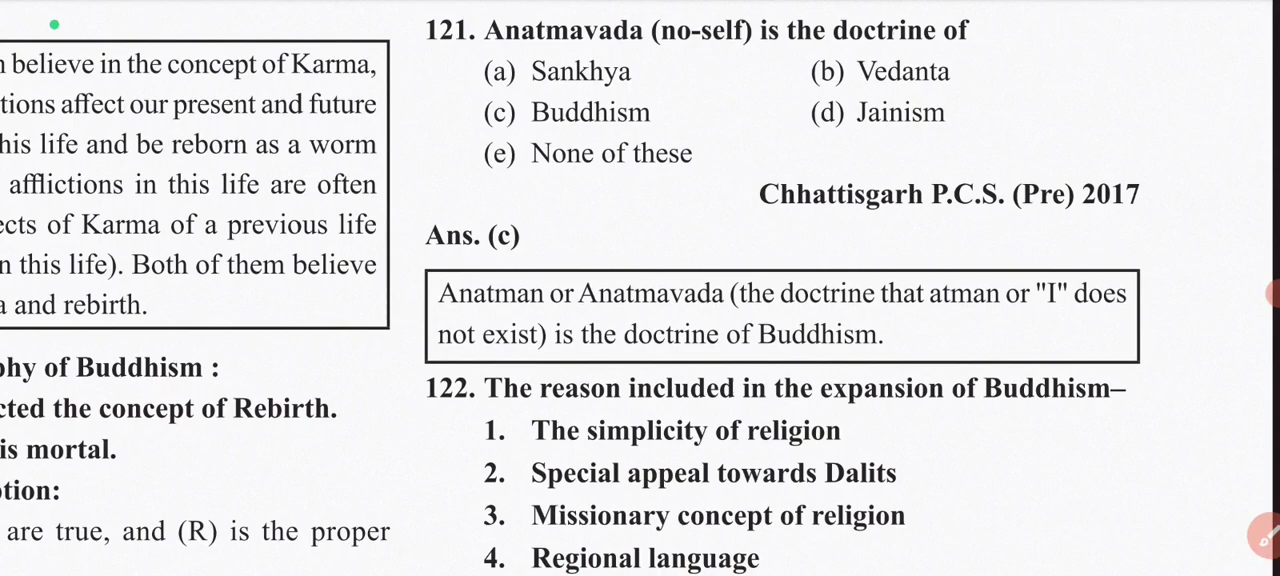 believe in the concept of Karma,
tions affect our present and future
his life and be reborn as a worm
afflictions in this life are often
ects of Karma of a previous life
n this life). Both of them believe
a and rebirth.
phy of Buddhism :
cted the concept of Rebirth.
is mortal.
otion:
are true, and (R) is the proper
121. Anatmavada (no-self) is the doctrine of
(a) Sankhya (b) Vedanta
(c) Buddhism (d) Jainism
(e) None of these
Chhattisgarh P.C.S. (Pre) 2017
Ans. (c)
Anatman or Anatmavada (the doctrine that atman or "I" does
not exist) is the doctrine of Buddhism.
122. The reason included in the expansion of Buddhism–
1. The simplicity of religion
2. Special appeal towards Dalits
3. Missionary concept of religion
4. Regional language